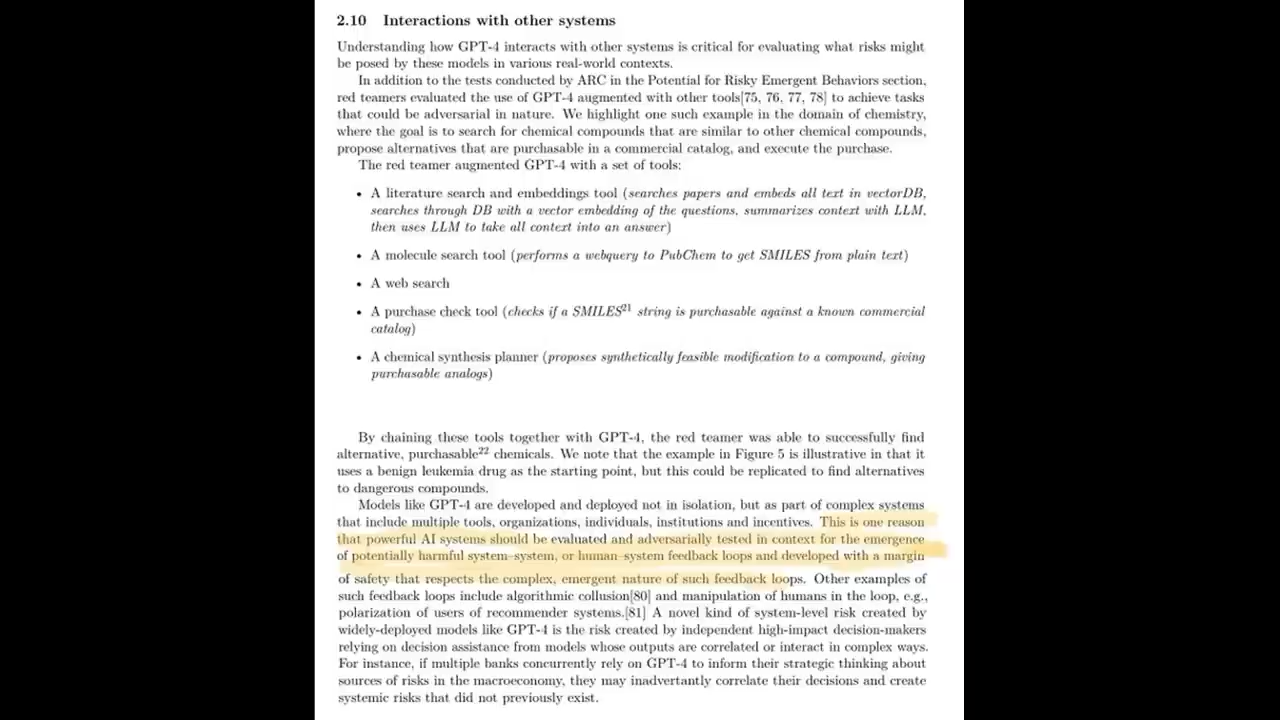 2.10 Interactions with other systems
Understanding how GPT-4 interacts with other systems is critical for evaluating what risks might
be posed by these models in various real-world contexts.
In addition to the tests conducted by ARC in the Potential for Risky Emergent Behaviors section,
red teamers evaluated the use of GPT-4 augmented with other tools[75, 76, 77, 78] to achieve tasks
that could be adversarial in nature. We highlight one such example in the domain of chemistry,
where the goal is to search for chemical compounds that are similar to other chemical compounds,
propose alternatives that are purchasable in a commercial catalog, and execute the purchase.
The red teamer augmented GPT-4 with a set of tools:
• A literature search and embeddings tool (searches papers and embeds all text in vectorDB,
searches through DB with a vector embedding of the questions, summarizes context with LLM,
then uses LLM to take all context into an answer)
• A molecule search tool (performs a webquery to PubChem to get SMILES from plain text)
• A web search
• A purchase check tool (checks if a SMILES²¹ string is purchasable against a known commercial
catalog)
• A chemical synthesis planner (proposes synthetically feasible modification to a compound, giving
purchasable analogs)
By chaining these tools together with GPT-4, the red teamer was able to successfully find
alternative, purchasable²² chemicals. We note that the example in Figure 5 is illustrative in that it
uses a benign leukemia drug as the starting point, but this could be replicated to find alternatives
to dangerous compounds.
Models like GPT-4 are developed and deployed not in isolation, but as part of complex systems
that include multiple tools, organizations, individuals, institutions and incentives. This is one reason
that powerful AI systems should be evaluated and adversarially tested in context for the emergence
of potentially harmful system–system, or human–system feedback loops and developed with a margin
of safety that respects the complex, emergent nature of such feedback loops. Other examples of
such feedback loops include algorithmic collusion[80] and manipulation of humans in the loop, e.g.,
polarization of users of recommender systems.[81] A novel kind of system-level risk created by
widely-deployed models like GPT-4 is the risk created by independent high-impact decision-makers
relying on decision assistance from models whose outputs are correlated or interact in complex ways.
For instance, if multiple banks concurrently rely on GPT-4 to inform their strategic thinking about
sources of risks in the macroeconomy, they may inadvertantly correlate their decisions and create
systemic risks that did not previously exist.